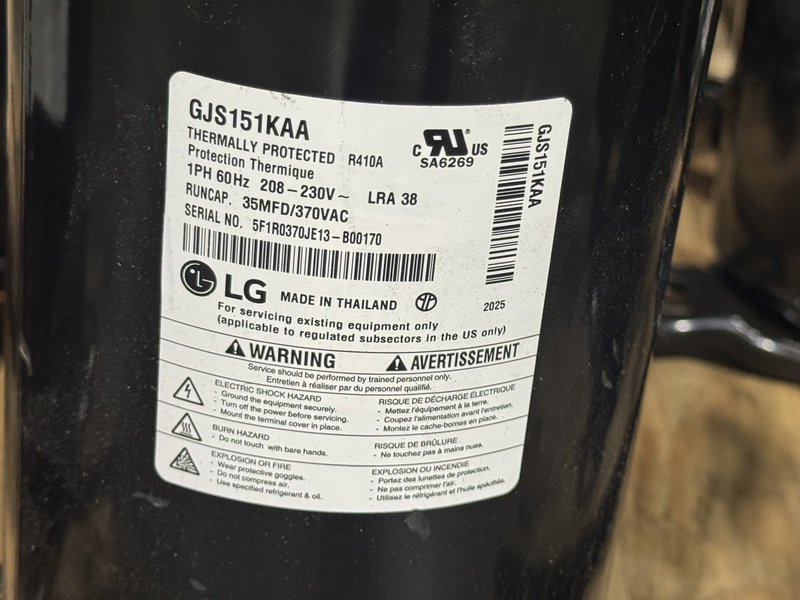 GJS151KAA
THERMALLY PROTECTED R410A
Protection Thermique
1PH 60Hz 208-230V~ LRA 38
RUNCAP. 35MFD/370VAC
SERIAL NO. 5F1R0370JE13-B00170
C RU® US
SA6269
GJS151KAA
LG MADE IN THAILAND
2025
For servicing existing equipment only
(applicable to regulated subsectors in the US only)
WARNING AVERTISSEMENT
Service should be performed by trained personnel only.
Entretien à réaliser par du personnel qualifié.
ELECTRIC SHOCK HAZARD
- Ground the equipment securely.
- Turn off the power before servicing.
- Mount the terminal cover in place.
RISQUE DE DÉCHARGE ÉLECTRIQUE
- Mettez l'équipement à la terre.
- Coupez l'alimentation avant l'entretien.
- Montez le cache-bornes en place.
BURN HAZARD
- Do not touch with bare hands.
RISQUE DE BRÛLURE
- Ne touchez pas à mains nues.
EXPLOSION OR FIRE
- Wear protective goggles.
- Do not compress air.
- Use specified refrigerant & oil.
EXPLOSION OU INCENDIE
- Portez des lunettes de protection.
- Ne pas comprimer l'air.
- Utilisez le réfrigérant et l'huile spécifiés.